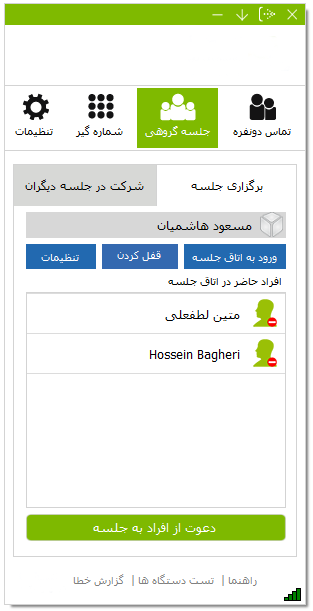 تماس دونفره جلسه گروهی شماره گیر تنظیمات
برگزاری جلسه شرکت در جلسه دیگران
مسعود هاشمیان
ورود به اتاق جلسه قفل کردن تنظیمات
افراد حاضر در اتاق جلسه
متین لطفعلی
Hossein Bagheri
دعوت از افراد به جلسه
راهنما | تست دستگاه ها | گزارش خطا